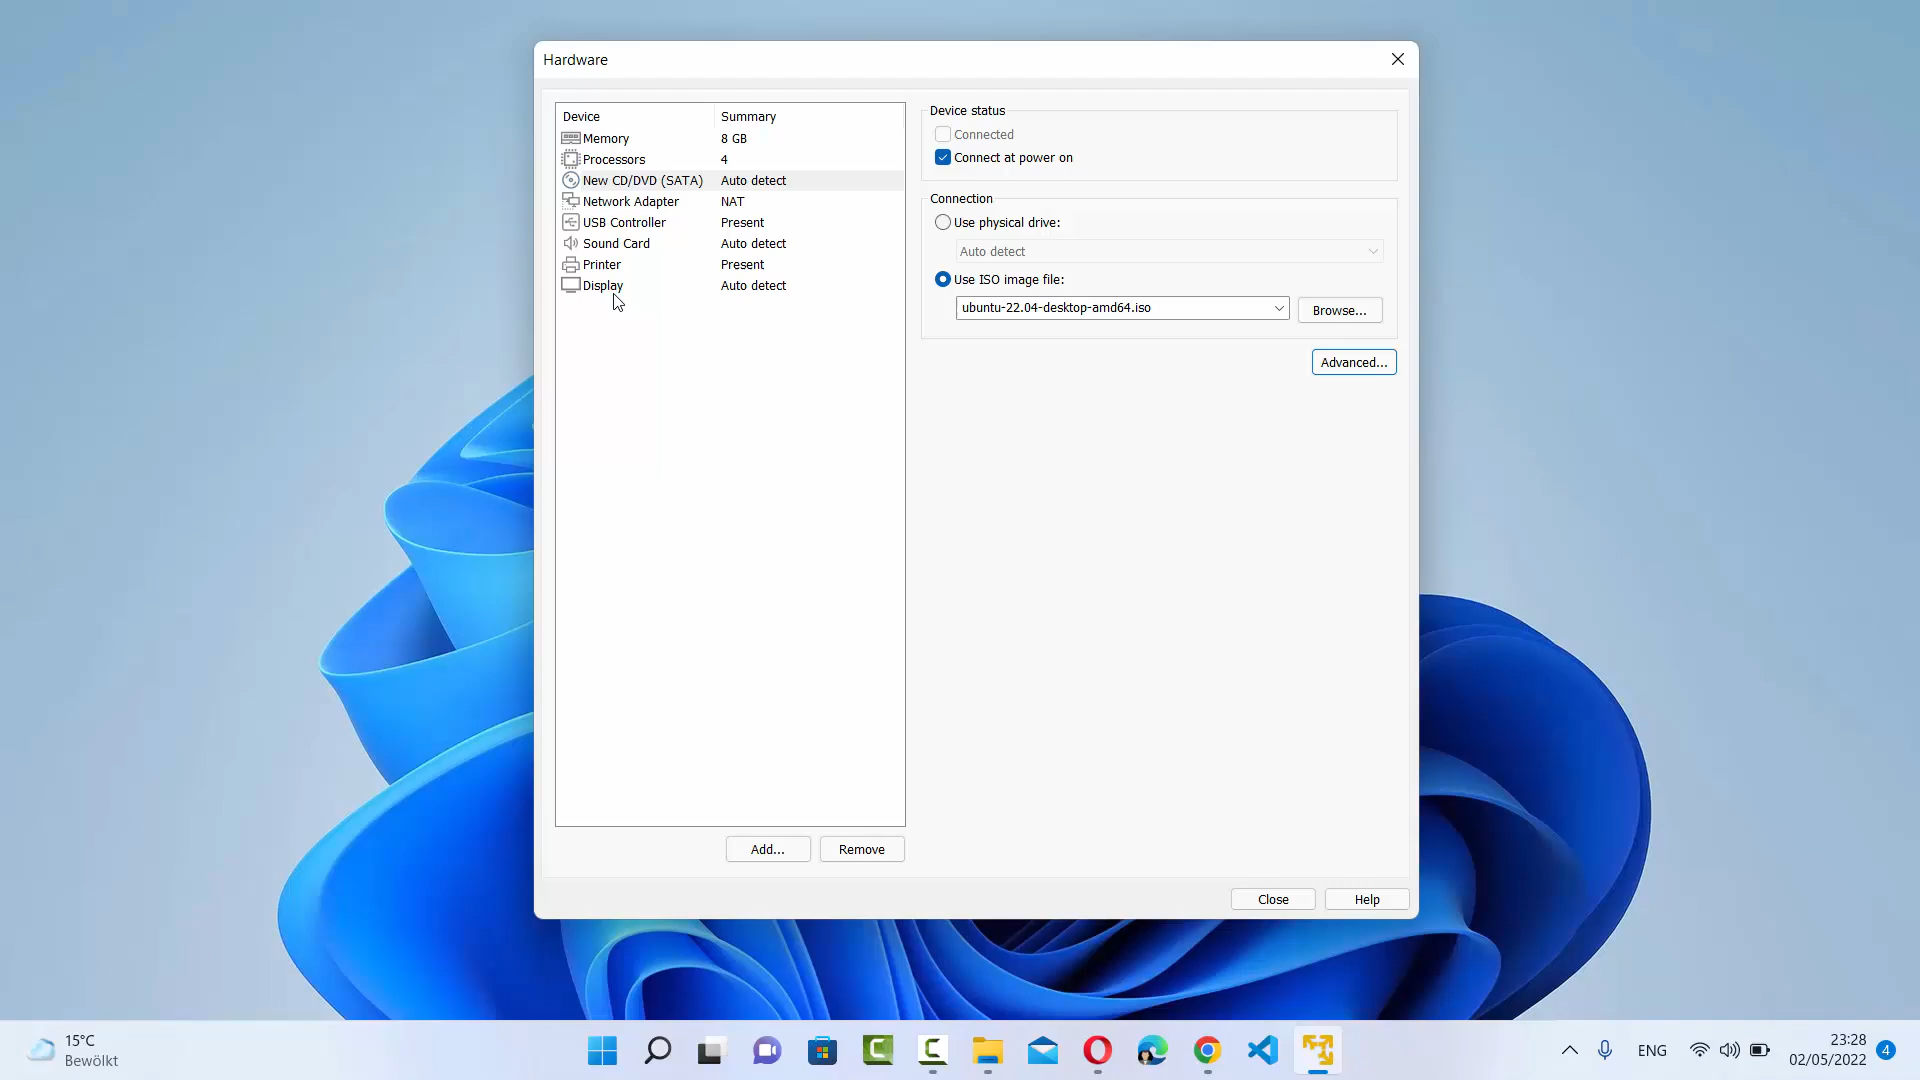 Hardware
Device Summary
Memory 8 GB
Processors 4
New CD/DVD (SATA) Auto detect
Network Adapter NAT
USB Controller Present
Sound Card Auto detect
Printer Present
Display Auto detect
Add... Remove
Device status
Connected
Connect at power on
Connection
Use physical drive:
Auto detect
Use ISO image file:
ubuntu-22.04-desktop-amd64.iso Browse...
Advanced...
Close Help
15°C
Bewölkt
ENG
23:28
02/05/2022
4